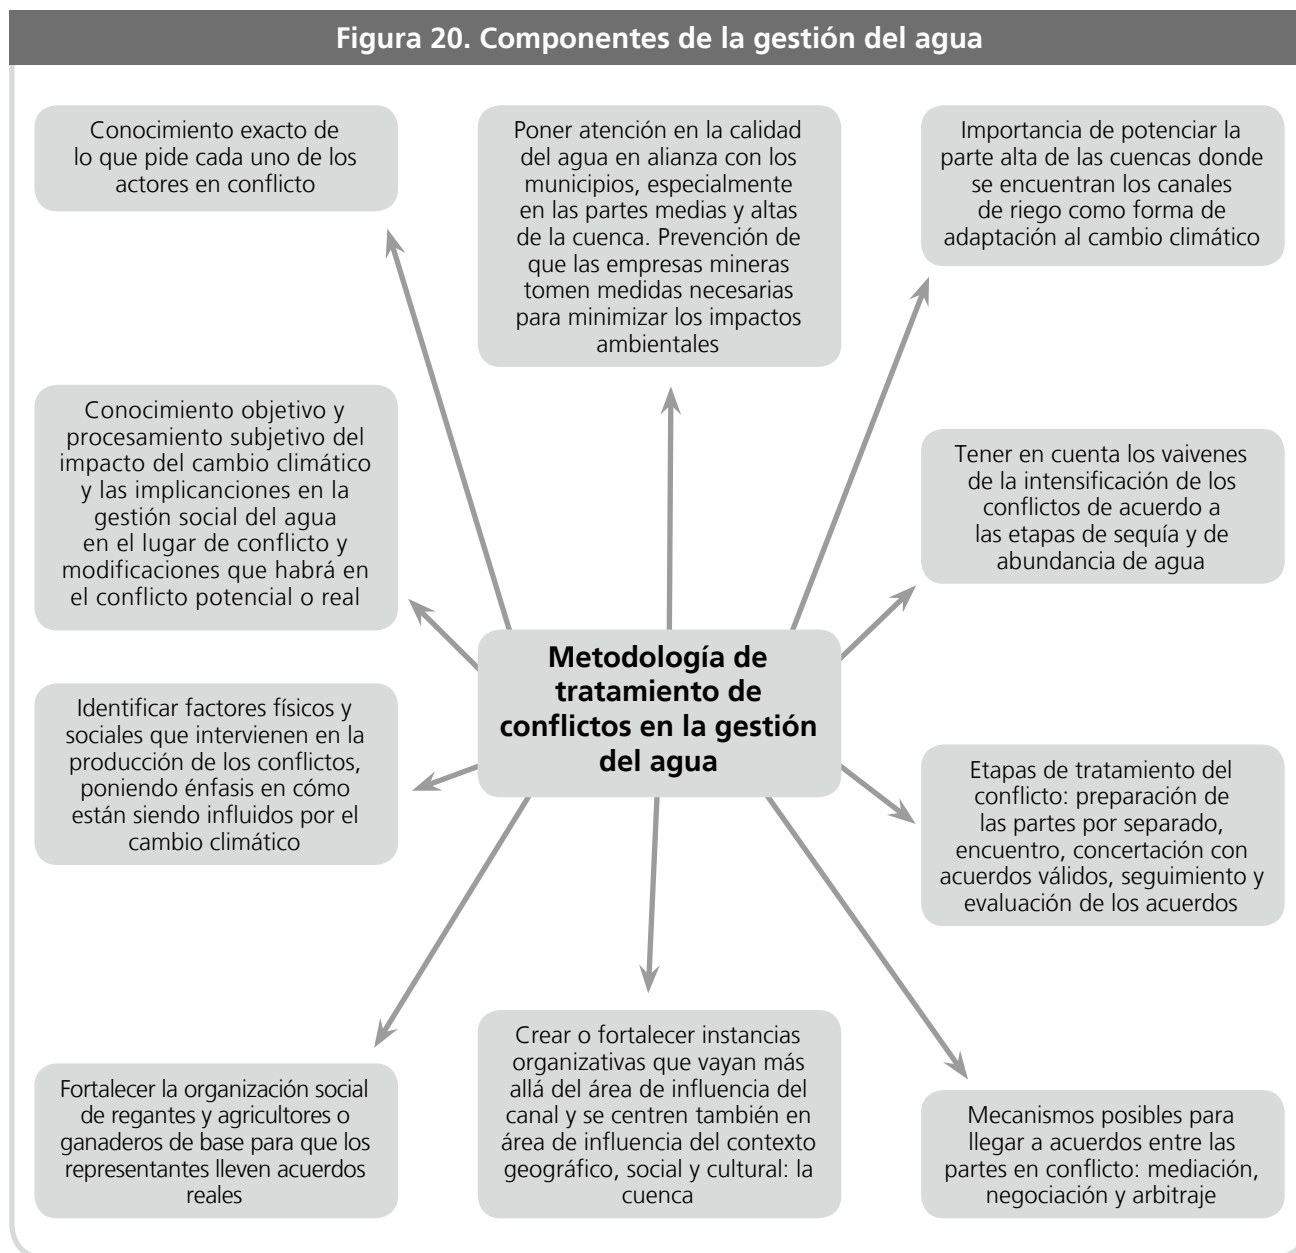 Figura 20. Componentes de la gestión del agua
Conocimiento exacto de
lo que pide cada uno de los
actores en conflicto
Poner atención en la calidad
del agua en alianza con los
municipios, especialmente
en las partes medias y altas
de la cuenca. Prevención de
que las empresas mineras
tomen medidas necesarias
para minimizar los impactos
ambientales
Importancia de potenciar la
parte alta de las cuencas donde
se encuentran los canales
de riego como forma de
adaptación al cambio climático
Conocimiento objetivo y
procesamiento subjetivo del
impacto del cambio climático
y las implicanciones en la
gestión social del agua
en el lugar de conflicto y
modificaciones que habrá en
el conflicto potencial o real
Tener en cuenta los vaivenes
de la intensificación de los
conflictos de acuerdo a
las etapas de sequía y de
abundancia de agua
Metodología de
tratamiento de
conflictos en la gestión
del agua
Identificar factores físicos y
sociales que intervienen en la
producción de los conflictos,
poniendo énfasis en cómo
están siendo influidos por el
cambio climático
Etapas de tratamiento del
conflicto: preparación de
las partes por separado,
encuentro, concertación con
acuerdos válidos, seguimiento y
evaluación de los acuerdos
Fortalecer la organización social
de regantes y agricultores o
ganaderos de base para que los
representantes lleven acuerdos
reales
Crear o fortalecer instancias
organizativas que vayan más
allá del área de influencia del
canal y se centren también en
área de influencia del contexto
geográfico, social y cultural: la
cuenca
Mecanismos posibles para
llegar a acuerdos entre las
partes en conflicto: mediación,
negociación y arbitraje